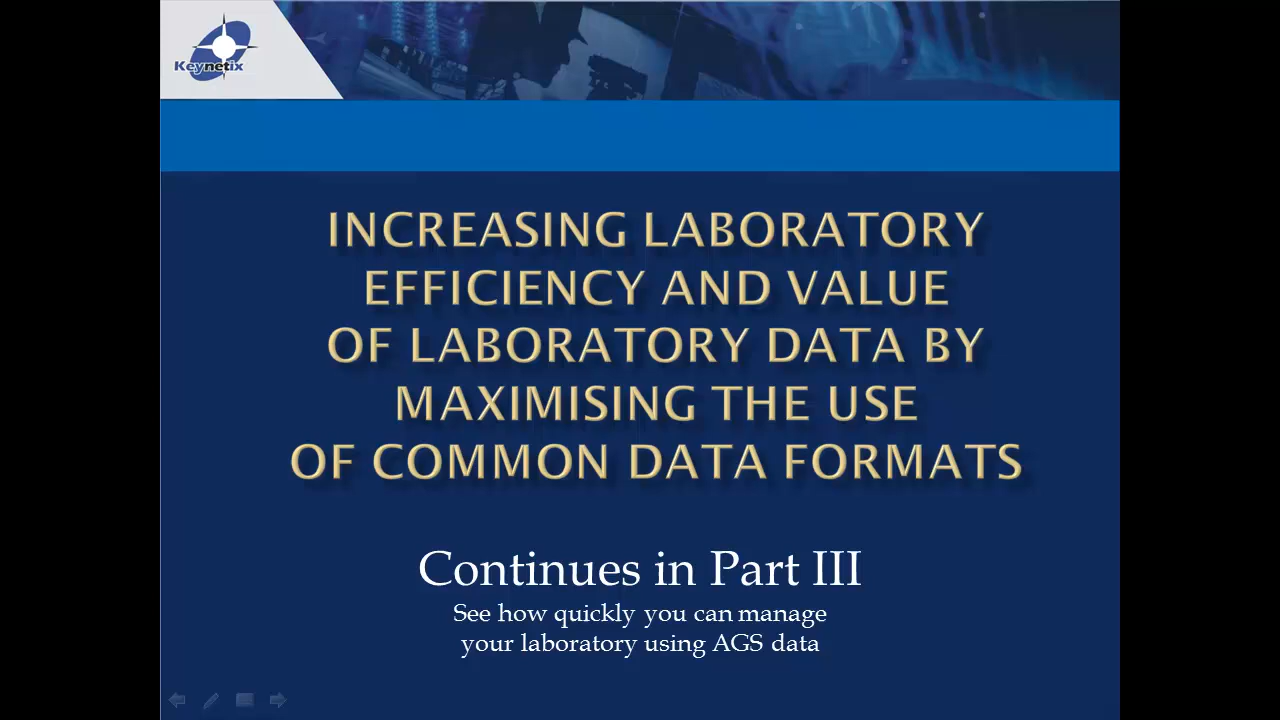 Keynetix
INCREASING LABORATORY
EFFICIENCY AND VALUE
OF LABORATORY DATA BY
MAXIMISING THE USE
OF COMMON DATA FORMATS
Continues in Part III
See how quickly you can manage
your laboratory using AGS data